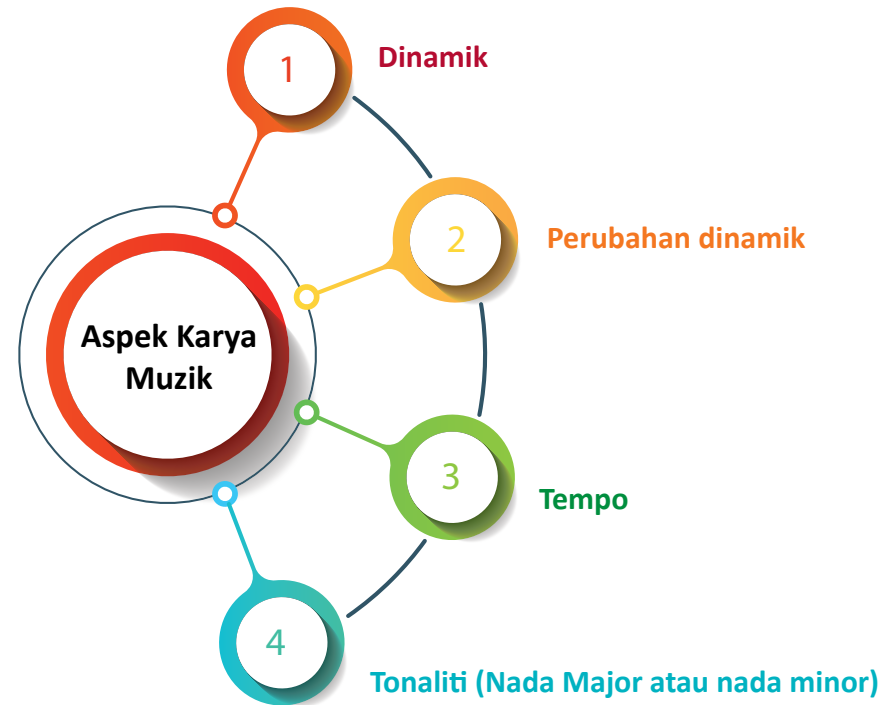 1
Dinamik
2
Perubahan dinamik
Aspek Karya
Muzik
3
Tempo
4
Tonaliti (Nada Major atau nada minor)